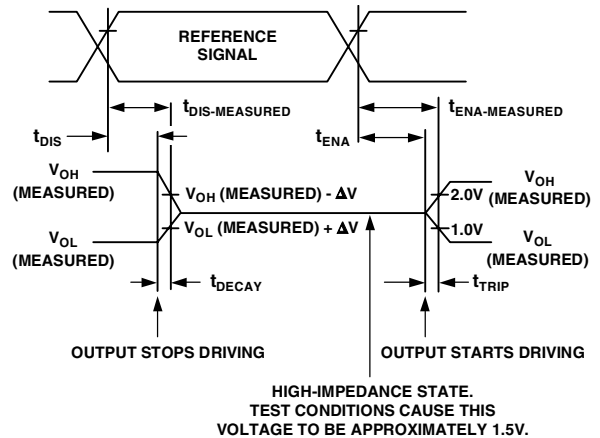 REFERENCE
SIGNAL
tDIS-MEASURED
tENA-MEASURED
tDIS
tENA
VOH
(MEASURED)
VOH (MEASURED) - ΔV
2.0V
VOH
(MEASURED)
VOL
(MEASURED)
VOL (MEASURED) + ΔV
1.0V
VOL
(MEASURED)
tDECAY
tTRIP
OUTPUT STOPS DRIVING
OUTPUT STARTS DRIVING
HIGH-IMPEDANCE STATE.
TEST CONDITIONS CAUSE THIS
VOLTAGE TO BE APPROXIMATELY 1.5V.